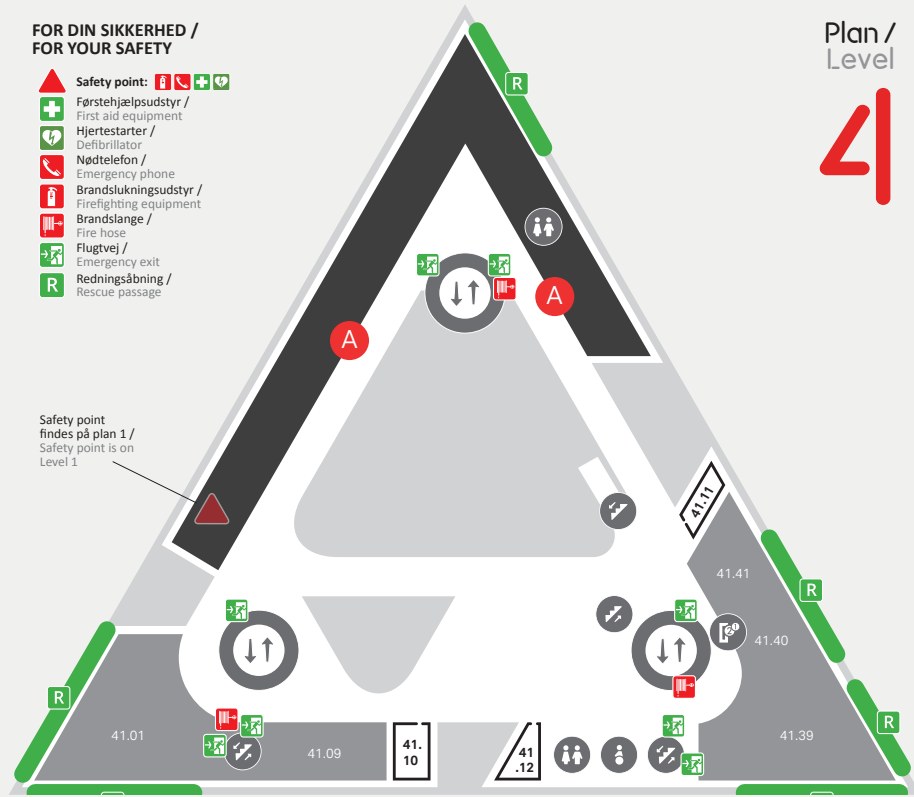 FOR DIN SIKKERHED /
FOR YOUR SAFETY
Plan /
Level
4
Safety point:
Førstehjælpsudstyr /
First aid equipment
Hjertestarter /
Defibrillator
Nødtelefon /
Emergency phone
Brandslukningsudstyr /
Firefighting equipment
Brandslange /
Fire hose
Flugtvej /
Emergency exit
R
Redningsåbning /
Rescue passage
R
A
A
Safety point
findes på plan 1 /
Safety point is on
Level 1
41.11
41.41
R
41.40
R
41.01
41.09
41.
10
41
.12
41.39
R